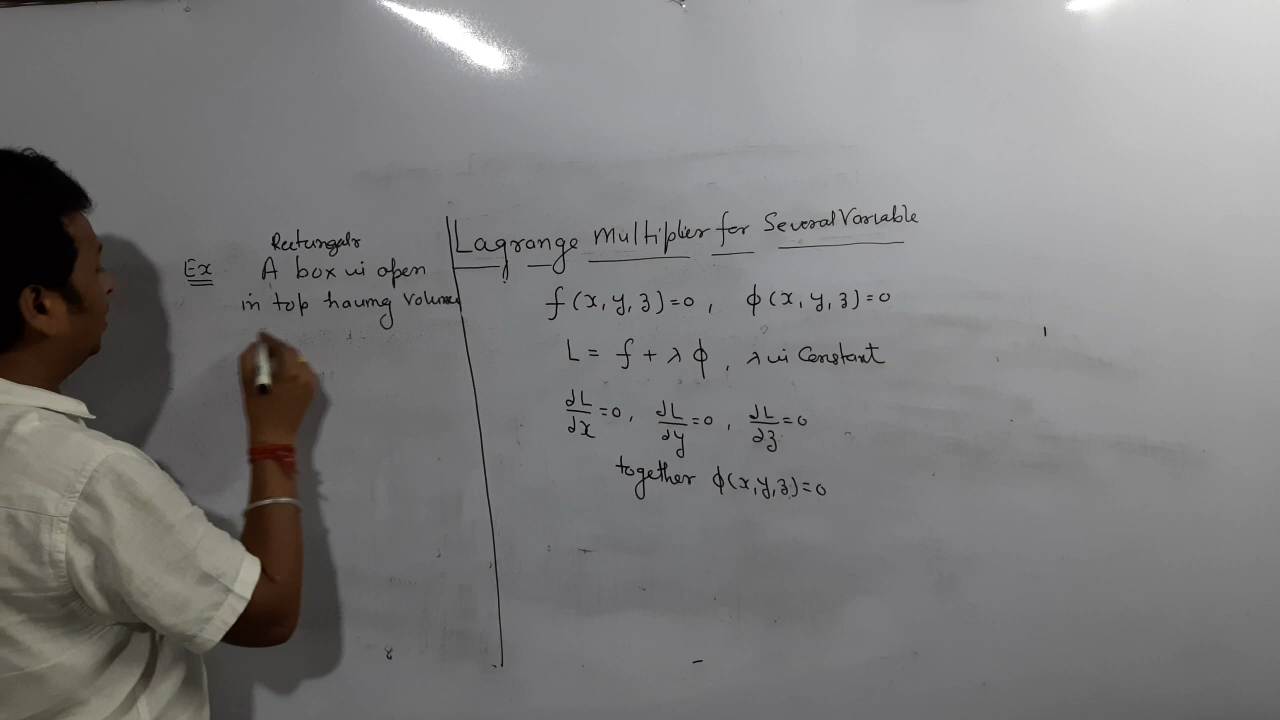 Rectangalr
Ex A box is open
in top having Volume
Lagrange Multiplier for Several Variable
f(x,y,z)=0, ϕ(x,y,z)=0
L = f + λϕ, λ is Constant
∂L/∂x=0, ∂L/∂y=0, ∂L/∂z=0
together ϕ(x,y,z)=0